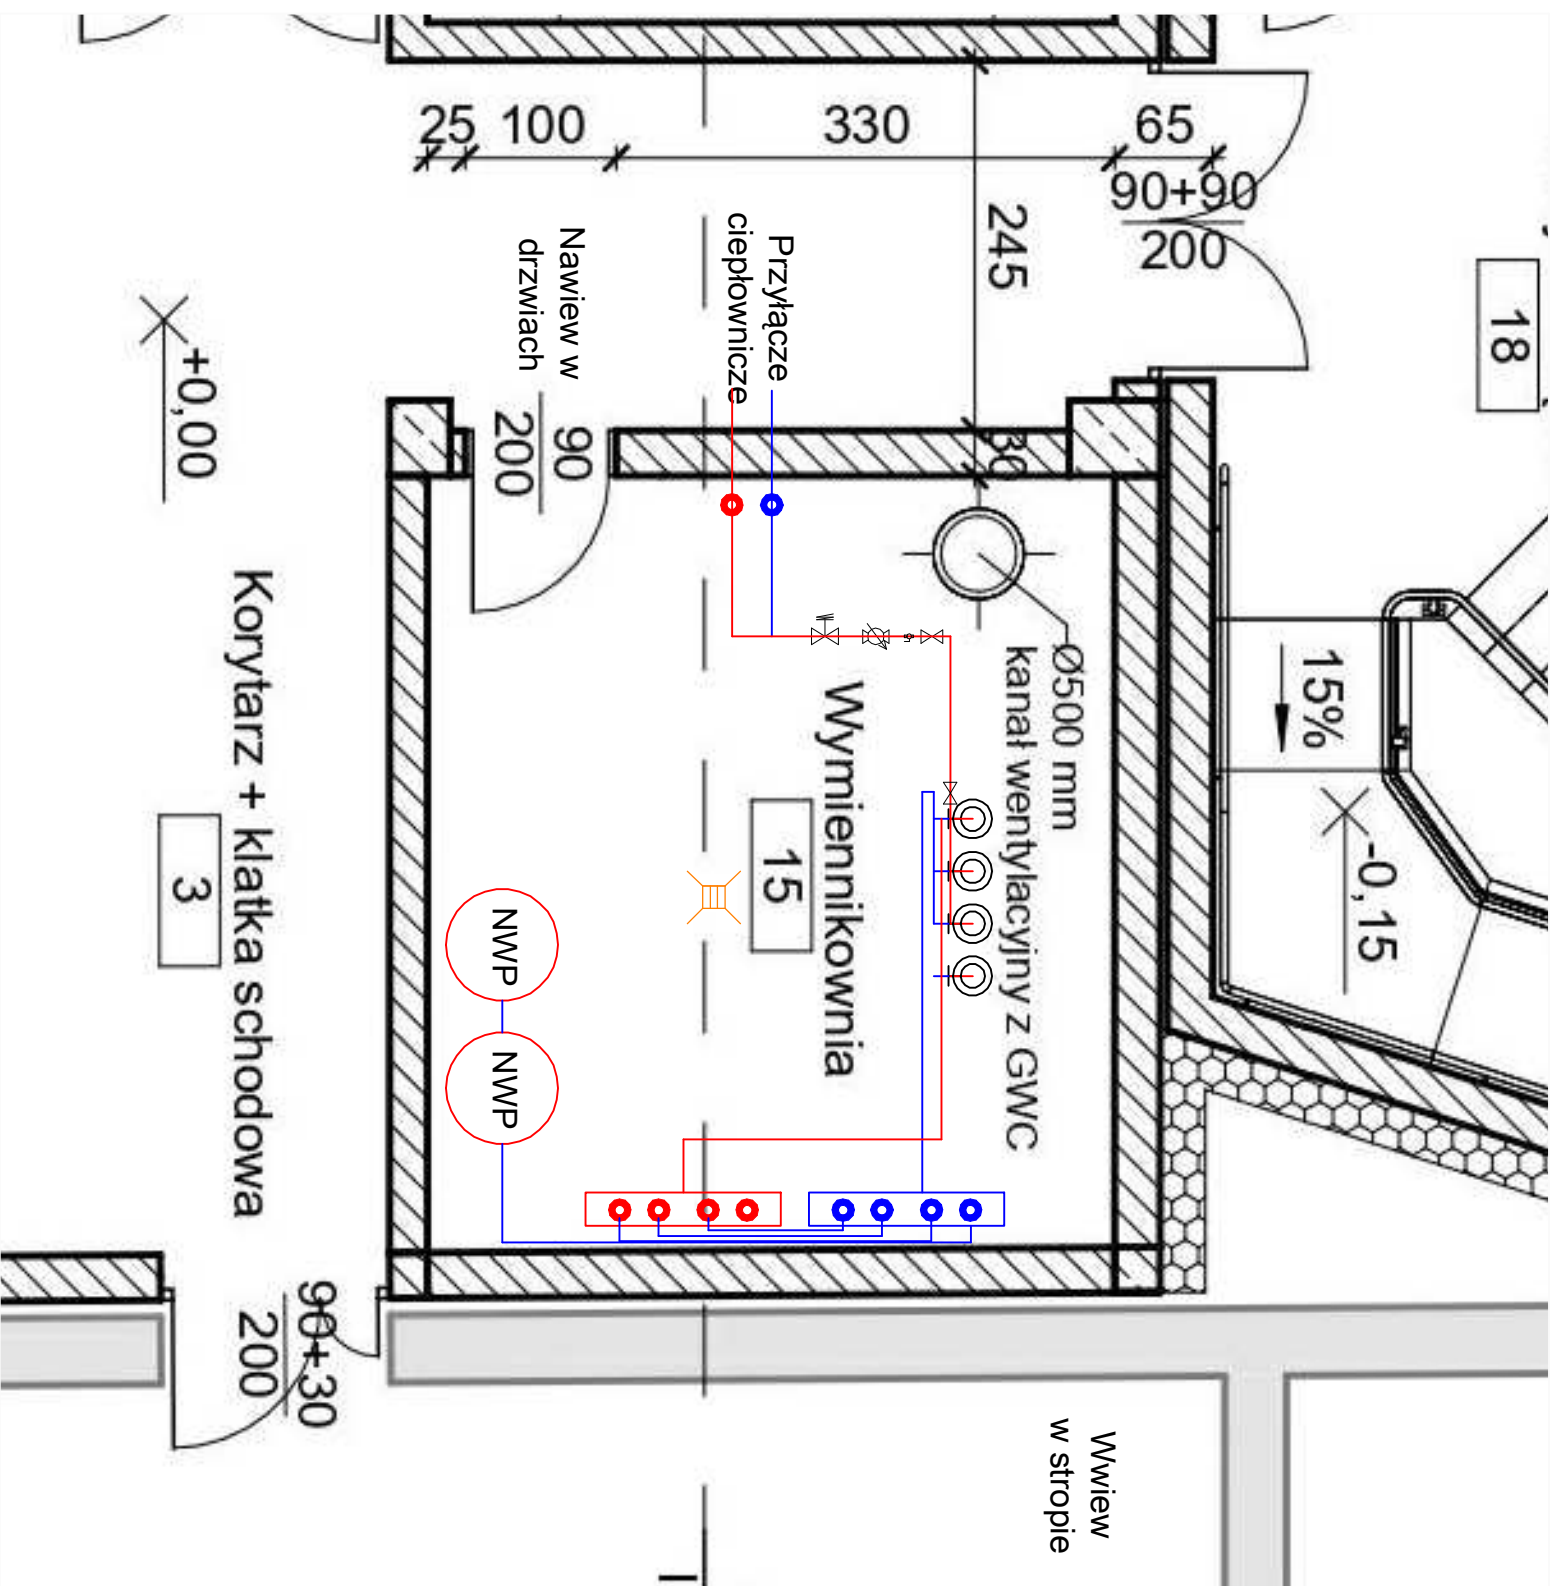 25 100 330 65
90+90
200
245
18
Przyłącze
ciepłownicze
Nawiew w
drzwiach
90
200
30
+0,00
Ø500 mm
kanał wentylacyjny z GWC
15%
-0,15
Wymiennikownia
15
Korytarz + klatka schodowa
3
NWP
NWP
90+30
200
Wwiew
w stropie